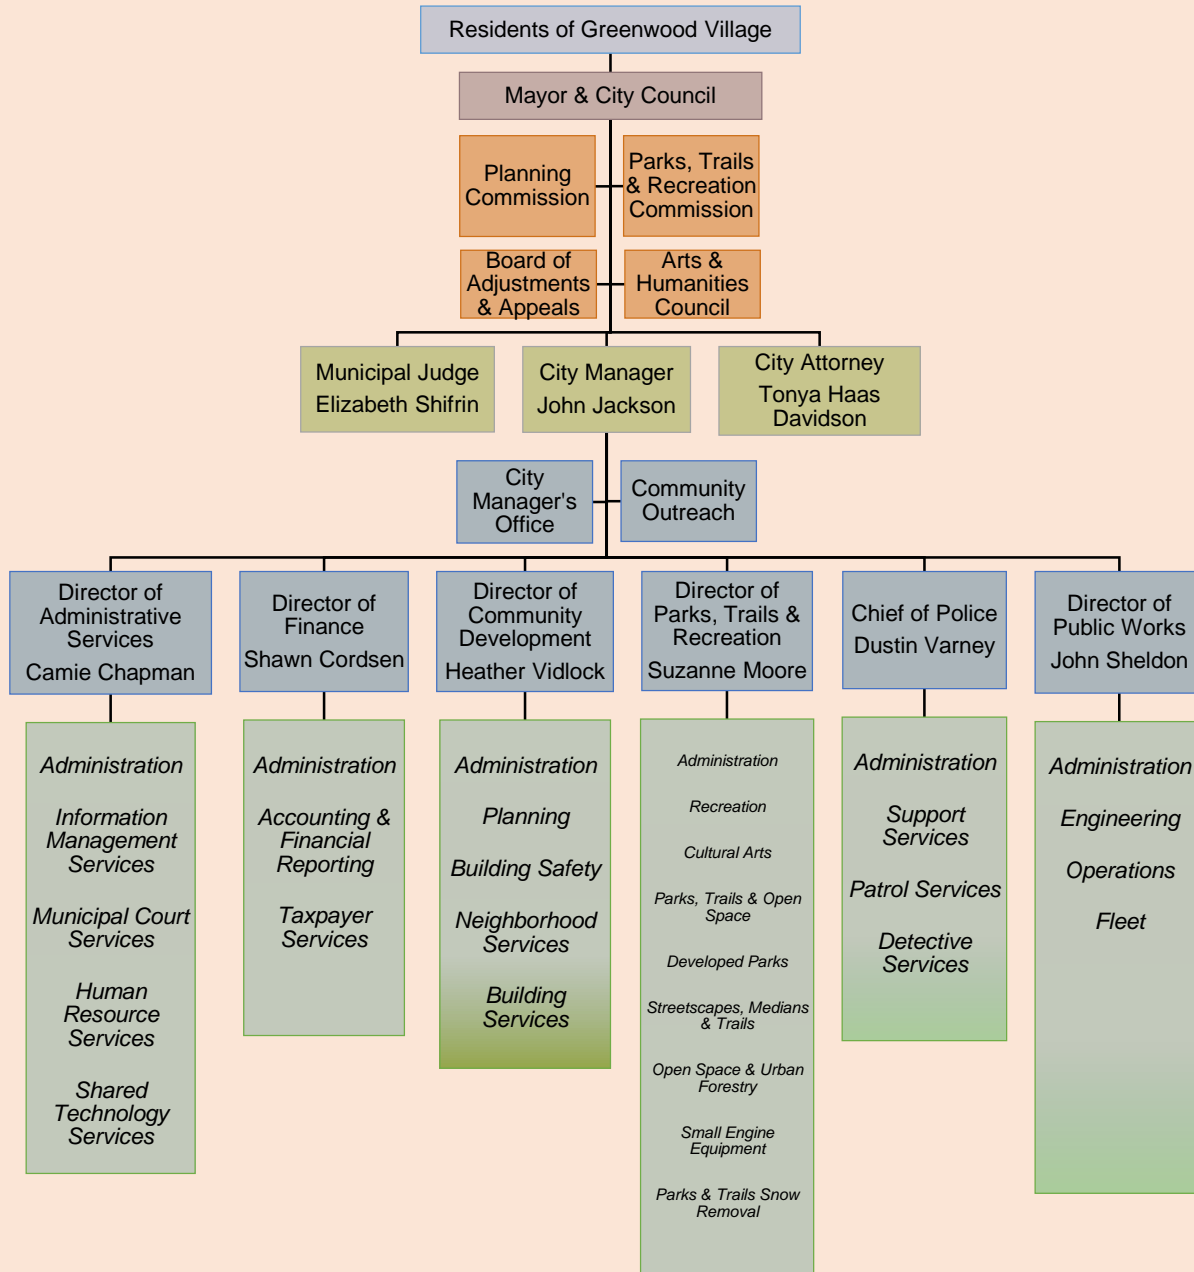 Residents of Greenwood Village
Mayor & City Council
Planning
Commission
Parks, Trails
& Recreation
Commission
Board of
Adjustments
& Appeals
Arts &
Humanities
Council
Municipal Judge
Elizabeth Shifrin
City Manager
John Jackson
City Attorney
Tonya Haas
Davidson
City
Manager's
Office
Community
Outreach
Director of
Administrative
Services
Camie Chapman
Director of
Finance
Shawn Cordsen
Director of
Community
Development
Heather Vidlock
Director of
Parks, Trails &
Recreation
Suzanne Moore
Chief of Police
Dustin Varney
Director of
Public Works
John Sheldon
Administration
Information
Management
Services
Municipal Court
Services
Human
Resource
Services
Shared
Technology
Services
Administration
Accounting &
Financial
Reporting
Taxpayer
Services
Administration
Planning
Building Safety
Neighborhood
Services
Building
Services
Administration
Recreation
Cultural Arts
Parks, Trails & Open
Space
Developed Parks
Streetscapes, Medians
& Trails
Open Space & Urban
Forestry
Small Engine
Equipment
Parks & Trails Snow
Removal
Administration
Support
Services
Patrol Services
Detective
Services
Administration
Engineering
Operations
Fleet